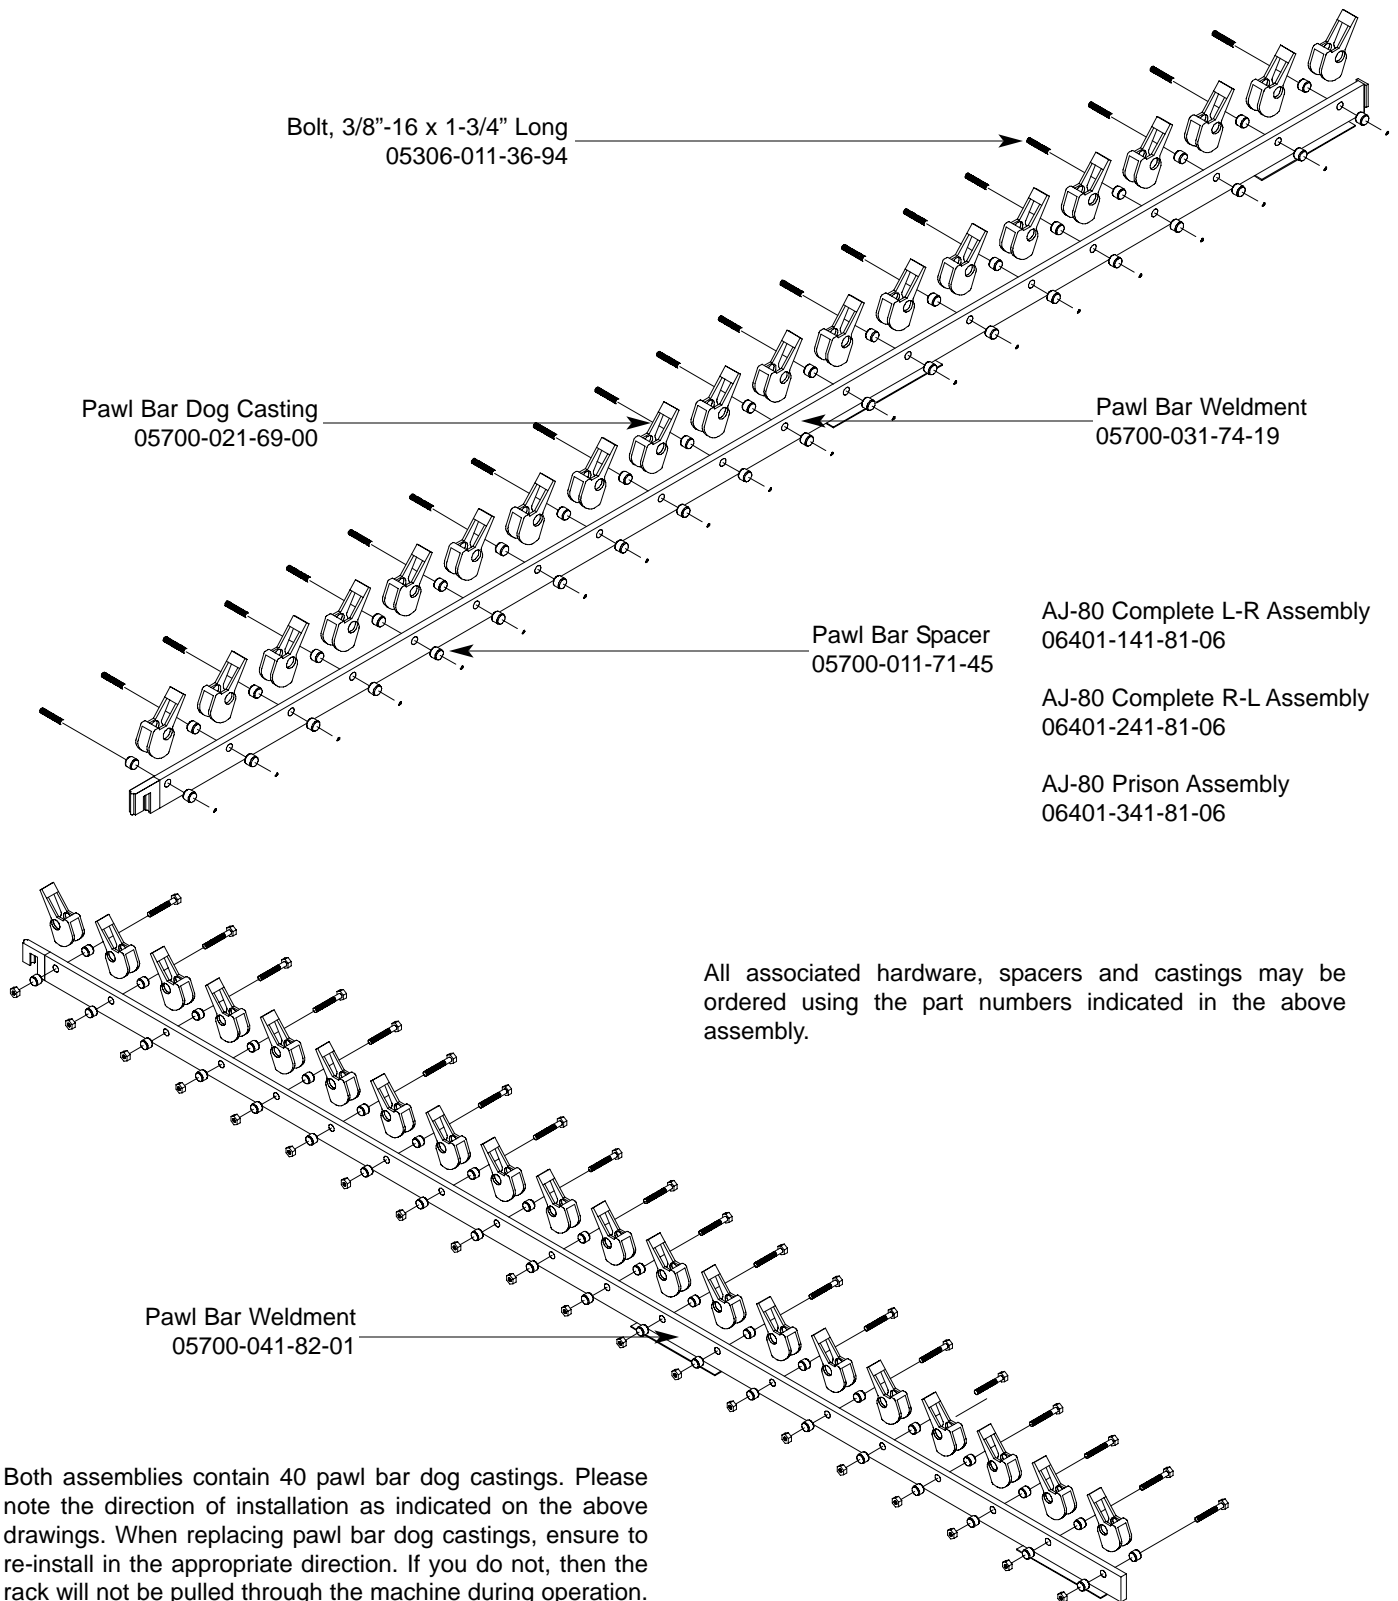 Bolt, 3/8”-16 x 1-3/4” Long
05306-011-36-94
Pawl Bar Dog Casting
05700-021-69-00
Pawl Bar Weldment
05700-031-74-19
Pawl Bar Spacer
05700-011-71-45
AJ-80 Complete L-R Assembly
06401-141-81-06
AJ-80 Complete R-L Assembly
06401-241-81-06
AJ-80 Prison Assembly
06401-341-81-06
All associated hardware, spacers and castings may be
ordered using the part numbers indicated in the above
assembly.
Pawl Bar Weldment
05700-041-82-01
Both assemblies contain 40 pawl bar dog castings. Please
note the direction of installation as indicated on the above
drawings. When replacing pawl bar dog castings, ensure to
re-install in the appropriate direction. If you do not, then the
rack will not be pulled through the machine during operation.